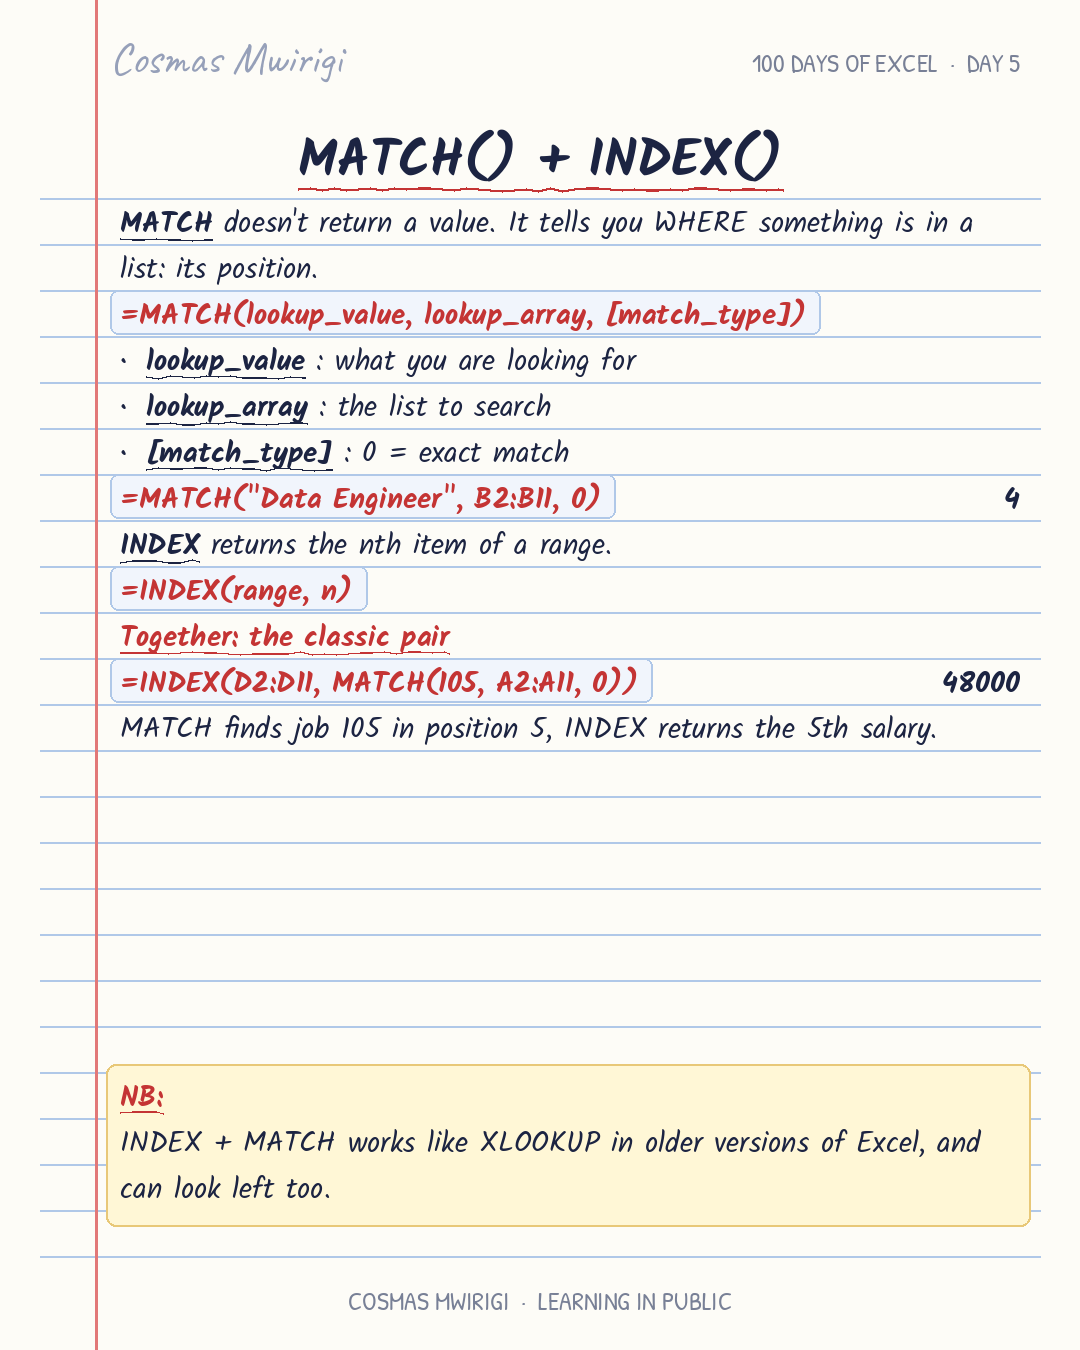 Cosmas Mwirigi
100 DAYS OF EXCEL · DAY 5
MATCH() + INDEX()
MATCH doesn't return a value. It tells you WHERE something is in a
list: its position.
=MATCH(lookup_value, lookup_array, [match_type])
· lookup_value : what you are looking for
· lookup_array : the list to search
· [match_type] : 0 = exact match
=MATCH("Data Engineer", B2:B11, 0) 4
INDEX returns the nth item of a range.
=INDEX(range, n)
Together: the classic pair
=INDEX(D2:D11, MATCH(105, A2:A11, 0)) 48000
MATCH finds job 105 in position 5, INDEX returns the 5th salary.
NB:
INDEX + MATCH works like XLOOKUP in older versions of Excel, and
can look left too.
COSMAS MWIRIGI · LEARNING IN PUBLIC